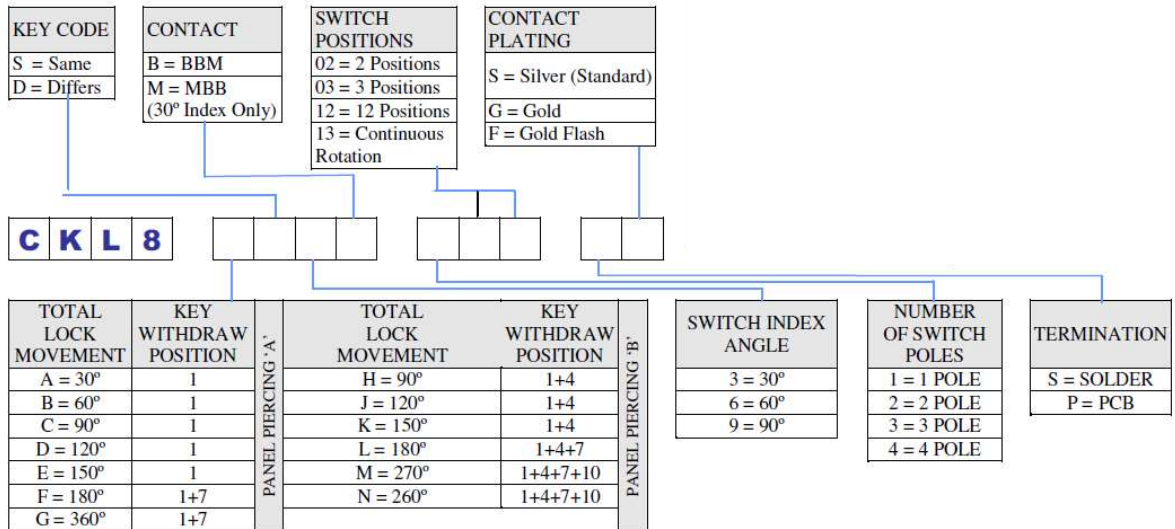 KEY CODE
S = Same
D = Differs
CONTACT
B = BBM
M = MBB
(30º Index Only)
SWITCH
POSITIONS
02 = 2 Positions
03 = 3 Positions
12 = 12 Positions
13 = Continuous
Rotation
CONTACT
PLATING
S = Silver (Standard)
G = Gold
F = Gold Flash
C K L 8
TOTAL
LOCK
MOVEMENT
KEY
WITHDRAW
POSITION
A = 30º 1
B = 60º 1
C = 90º 1
D = 120º 1
E = 150º 1
F = 180º 1+7
G = 360º 1+7
PANEL PIERCING 'A'
TOTAL
LOCK
MOVEMENT
KEY
WITHDRAW
POSITION
H = 90º 1+4
J = 120º 1+4
K = 150º 1+4
L = 180º 1+4+7
M = 270º 1+4+7+10
N = 260º 1+4+7+10
PANEL PIERCING 'B'
SWITCH INDEX
ANGLE
3 = 30º
6 = 60º
9 = 90º
NUMBER
OF SWITCH
POLES
1 = 1 POLE
2 = 2 POLE
3 = 3 POLE
4 = 4 POLE
TERMINATION
S = SOLDER
P = PCB